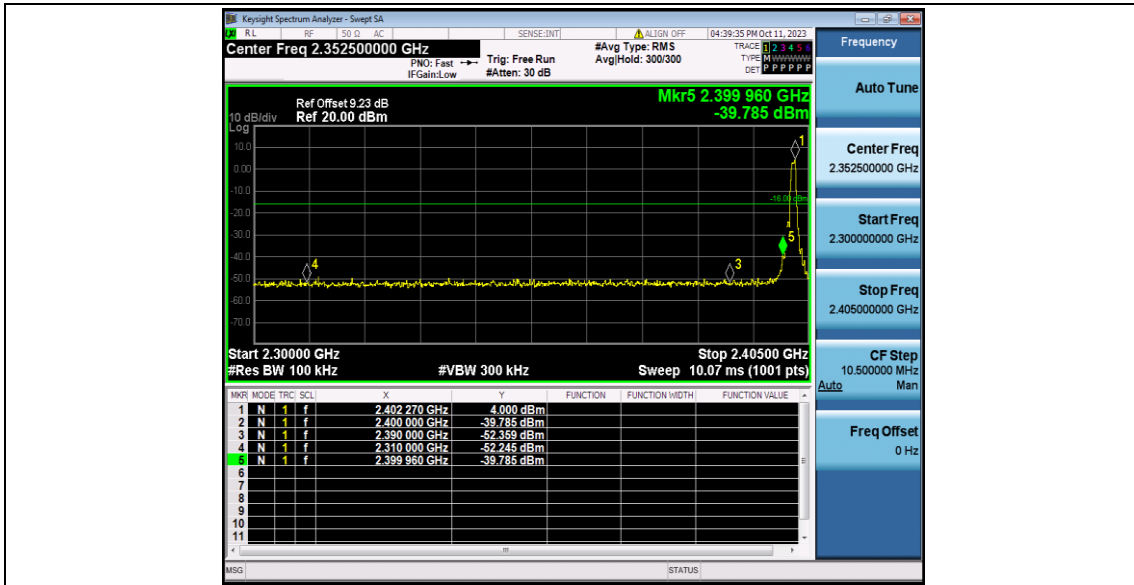 Keysight Spectrum Analyzer - Swept SA
LXI RL RF 50 Ω AC SENSE:INT ALIGN OFF 04:39:35 PM Oct 11, 2023
Center Freq 2.352500000 GHz #Avg Type: RMS TRACE 1 2 3 4 5 6
PNO: Fast Trig: Free Run Avg|Hold: 300/300 TYPE M WWWWW
IFGain:Low #Atten: 30 dB DET P P P P P P
Mkr5 2.399 960 GHz
Ref Offset 9.23 dB
10 dB/div Ref 20.00 dBm -39.785 dBm
Log
10.0
0.00
-10.0
-20.0
-30.0
-40.0
-50.0
-60.0
-70.0
1
-16.00 dBm
5
4
3
Start 2.30000 GHz Stop 2.40500 GHz
#Res BW 100 kHz #VBW 300 kHz Sweep 10.07 ms (1001 pts)
MKR MODE TRC SCL X Y FUNCTION FUNCTION WIDTH FUNCTION VALUE
1 N 1 f 2.402 270 GHz 4.000 dBm
2 N 1 f 2.400 000 GHz -39.785 dBm
3 N 1 f 2.390 000 GHz -52.359 dBm
4 N 1 f 2.310 000 GHz -52.245 dBm
5 N 1 f 2.399 960 GHz -39.785 dBm
6
7
8
9
10
11
MSG STATUS
Frequency
Auto Tune
Center Freq
2.352500000 GHz
Start Freq
2.300000000 GHz
Stop Freq
2.405000000 GHz
CF Step
10.500000 MHz
Auto Man
Freq Offset
0 Hz